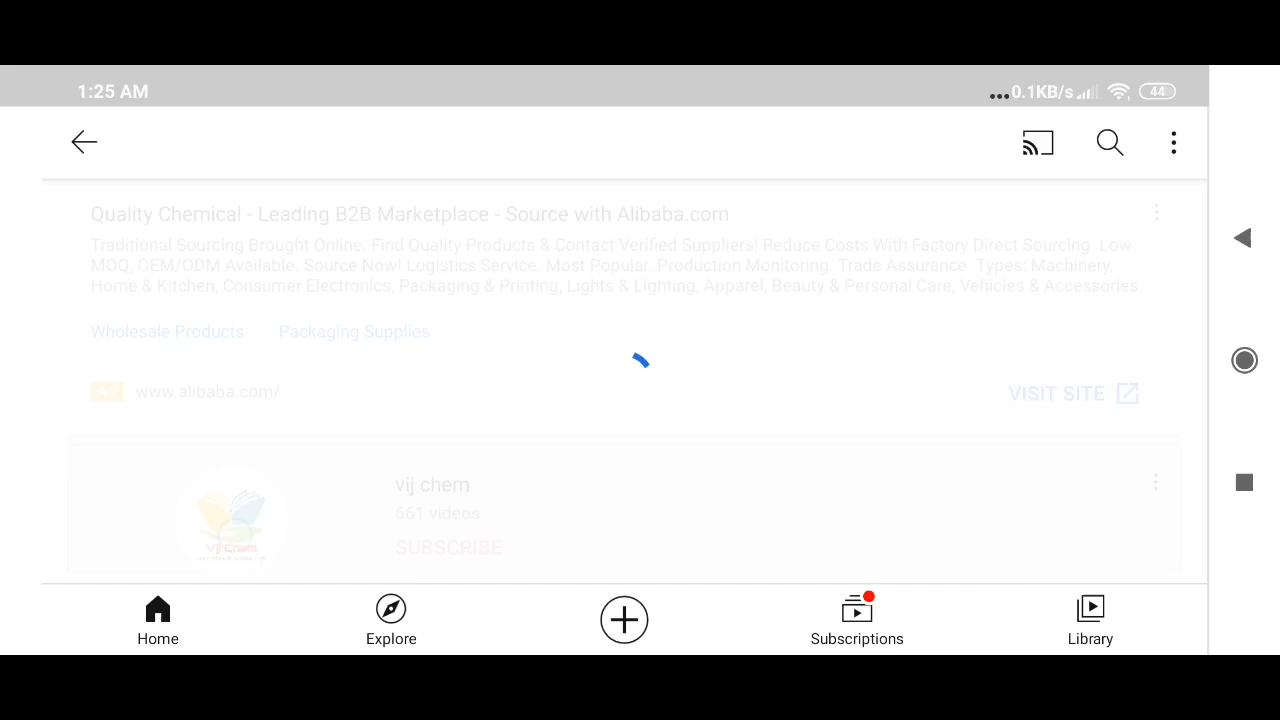 1:25 AM
...0.1KB/s 44
Quality Chemical - Leading B2B Marketplace - Source with Alibaba.com
Traditional Sourcing Brought Online. Find Quality Products & Contact Verified Suppliers! Reduce Costs With Factory Direct Sourcing. Low
MOQ, OEM/ODM Available. Source Now! Logistics Service. Most Popular. Production Monitoring. Trade Assurance  Types: Machinery,
Home & Kitchen, Consumer Electronics, Packaging & Printing, Lights & Lighting, Apparel, Beauty & Personal Care, Vehicles & Accessories.
Wholesale Products Packaging Supplies
Ad www.alibaba.com/ VISIT SITE
vij chem
661 videos
SUBSCRIBE
Vij Chem
Home Explore Subscriptions Library